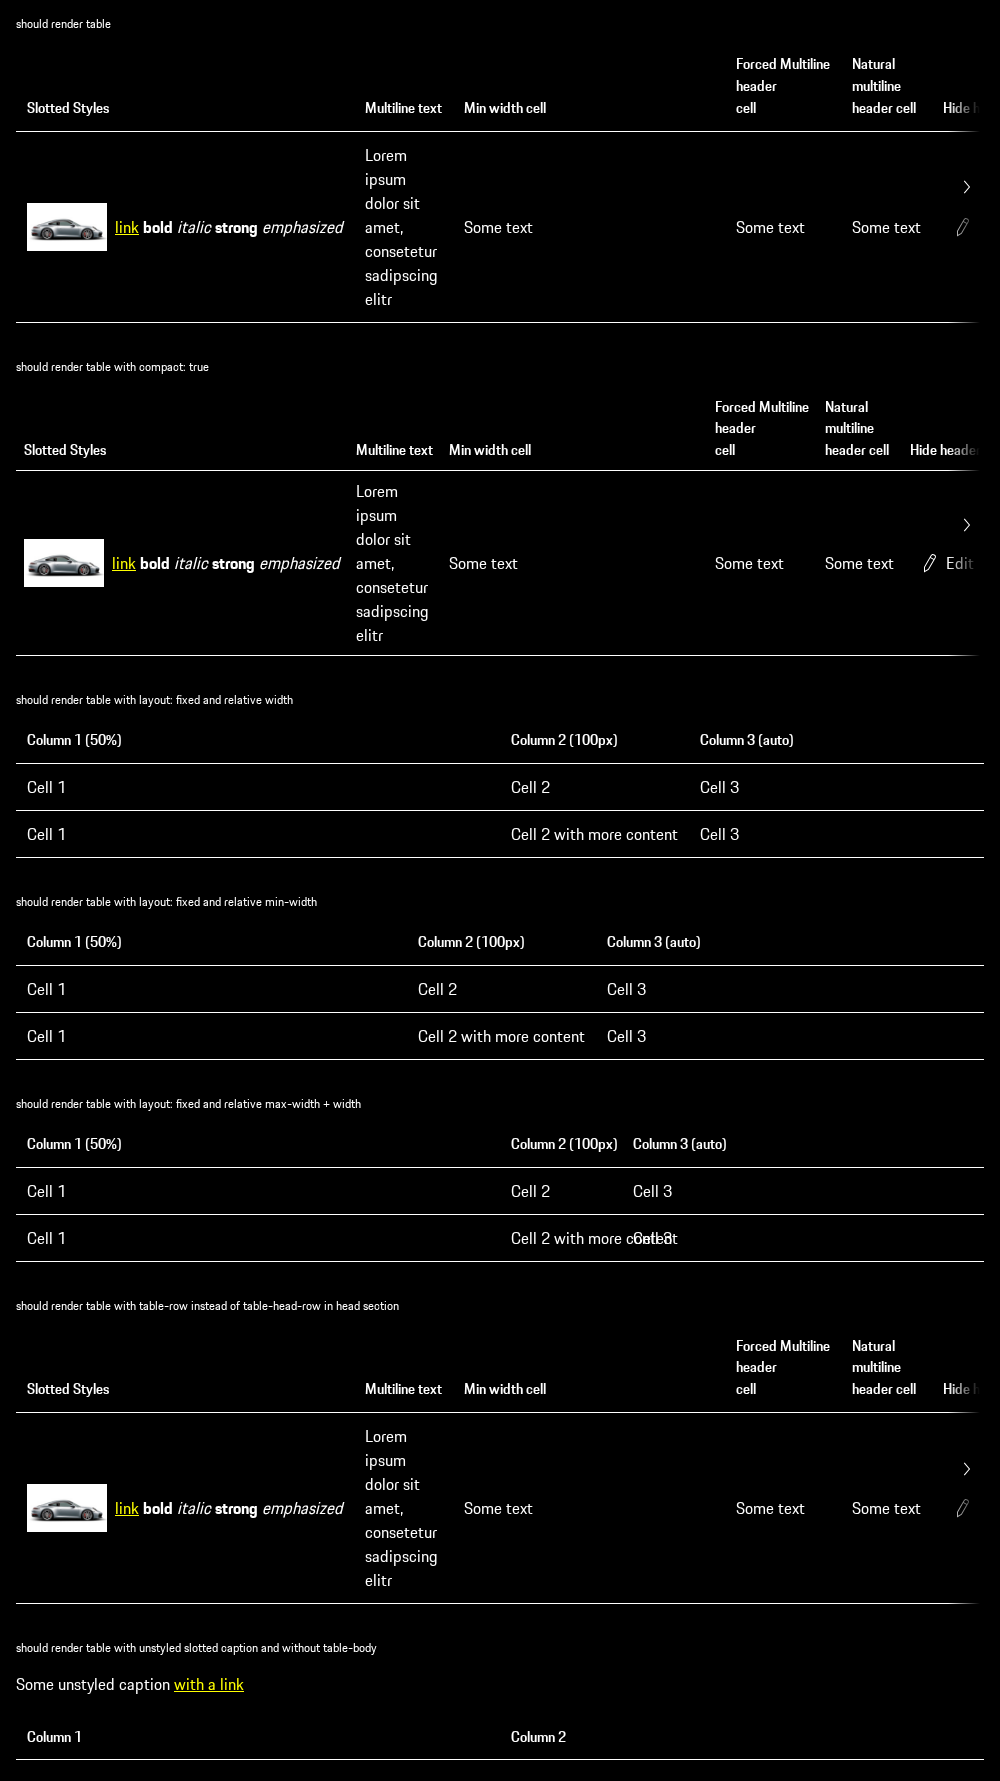 should render table
Forced Multiline
header
cell
Natural
multiline
header cell
Slotted Styles
Multiline text
Min width cell
Hide
Lorem
ipsum
dolor sit
amet,
consetetur
sadipscing
elitr
link bold italic strong emphasized
Some text
Some text
Some text
should render table with compact: true
Forced Multiline
header
cell
Natural
multiline
header cell
Slotted Styles
Multiline text
Min width cell
Hide header
Lorem
ipsum
dolor sit
amet,
consetetur
sadipscing
elitr
link bold italic strong emphasized
Some text
Some text
Some text
Edit
should render table with layout: fixed and relative width
Column 1 (50%) Column 2 (100px) Column 3 (auto)
Cell 1 Cell 2 Cell 3
Cell 1 Cell 2 with more content Cell 3
should render table with layout: fixed and relative min-width
Column 1 (50%) Column 2 (100px) Column 3 (auto)
Cell 1 Cell 2 Cell 3
Cell 1 Cell 2 with more content Cell 3
should render table with layout: fixed and relative max-width + width
Column 1 (50%) Column 2 (100px) Column 3 (auto)
Cell 1 Cell 2 Cell 3
Cell 1 Cell 2 with more content Cell 3
should render table with table-row instead of table-head-row in head section
Forced Multiline
header
cell
Natural
multiline
header cell
Slotted Styles
Multiline text
Min width cell
Hide
Lorem
ipsum
dolor sit
amet,
consetetur
sadipscing
elitr
link bold italic strong emphasized
Some text
Some text
Some text
should render table with unstyled slotted caption and without table-body
Some unstyled caption with a link
Column 1 Column 2